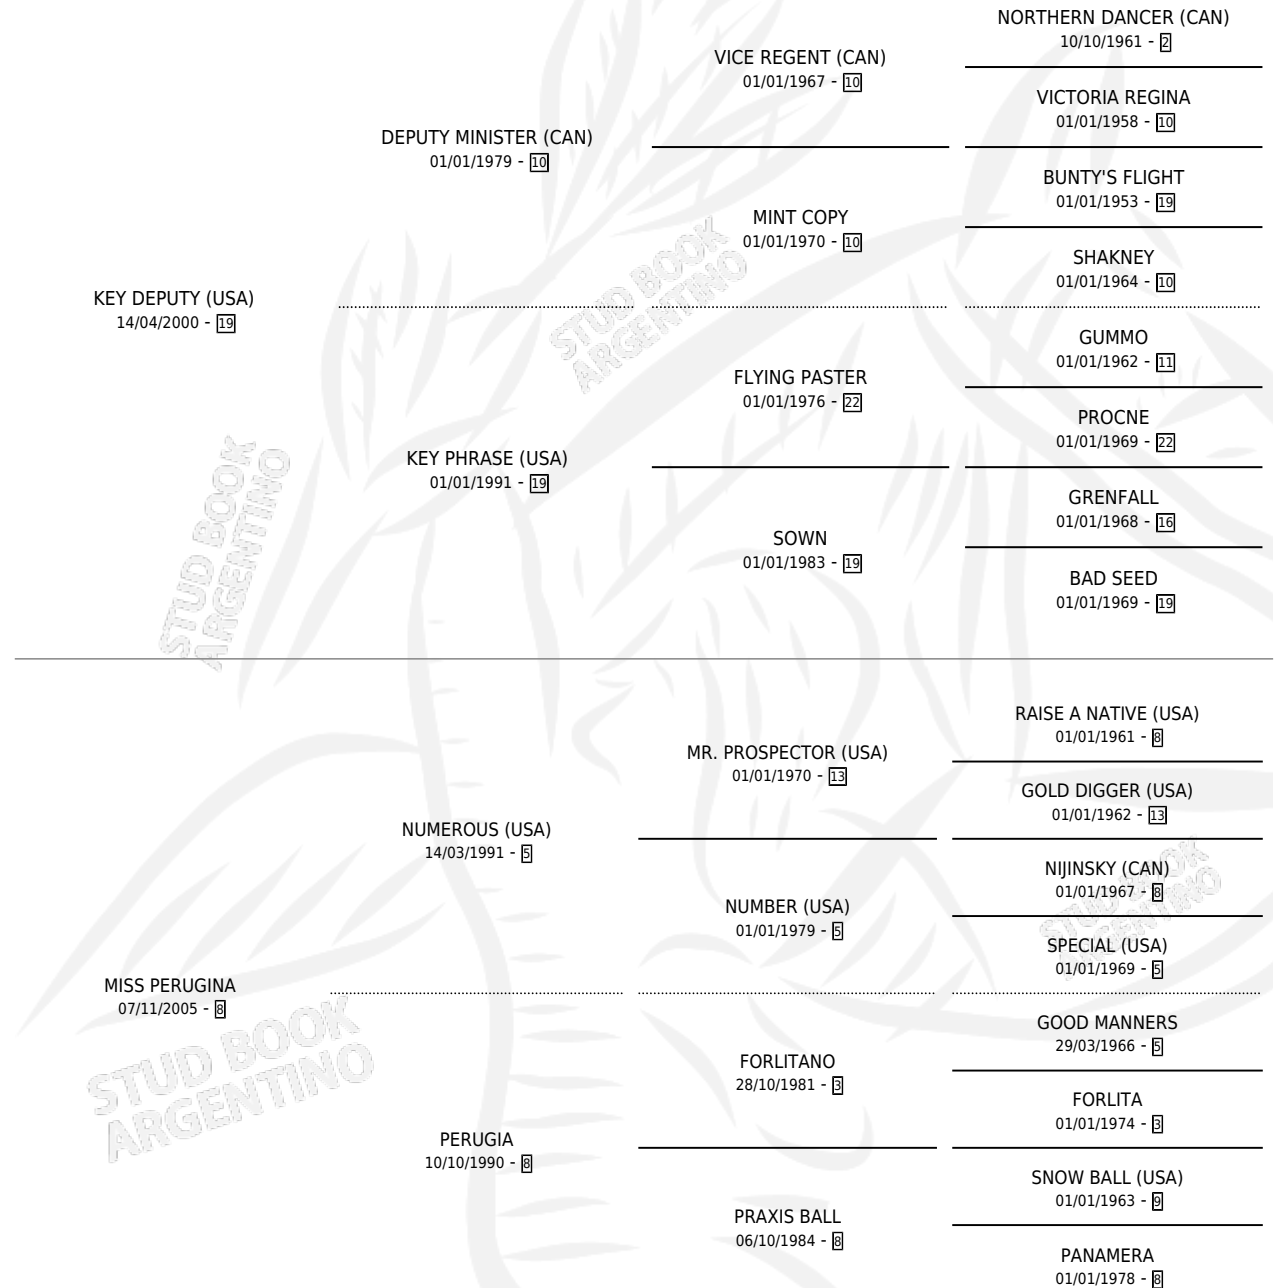 NORTHERN DANCER (CAN)
10/10/1961 - 2
VICE REGENT (CAN)
01/01/1967 - 10
VICTORIA REGINA
01/01/1958 - 10
DEPUTY MINISTER (CAN)
01/01/1979 - 10
BUNTY'S FLIGHT
01/01/1953 - 19
MINT COPY
01/01/1970 - 10
SHAKNEY
01/01/1964 - 10
KEY DEPUTY (USA)
14/04/2000 - 19
STUD BOOK
ARGENTINO
GUMMO
01/01/1962 - 11
FLYING PASTER
01/01/1976 - 22
PROCNE
01/01/1969 - 22
KEY PHRASE (USA)
01/01/1991 - 19
GRENFALL
01/01/1968 - 16
SOWN
01/01/1983 - 19
BAD SEED
01/01/1969 - 19
STUD BOOK
ARGENTINO
RAISE A NATIVE (USA)
01/01/1961 - 8
MR. PROSPECTOR (USA)
01/01/1970 - 13
GOLD DIGGER (USA)
01/01/1962 - 13
NUMEROUS (USA)
14/03/1991 - 5
NIJINSKY (CAN)
01/01/1967 - 8
NUMBER (USA)
01/01/1979 - 5
SPECIAL (USA)
01/01/1969 - 5
STUD BOOK
ARGENTINO
MISS PERUGINA
07/11/2005 - 8
GOOD MANNERS
29/03/1966 - 5
FORLITANO
28/10/1981 - 3
FORLITA
01/01/1974 - 3
STUD BOOK
ARGENTINO
PERUGIA
10/10/1990 - 8
SNOW BALL (USA)
01/01/1963 - 9
PRAXIS BALL
06/10/1984 - 8
PANAMERA
01/01/1978 - 8